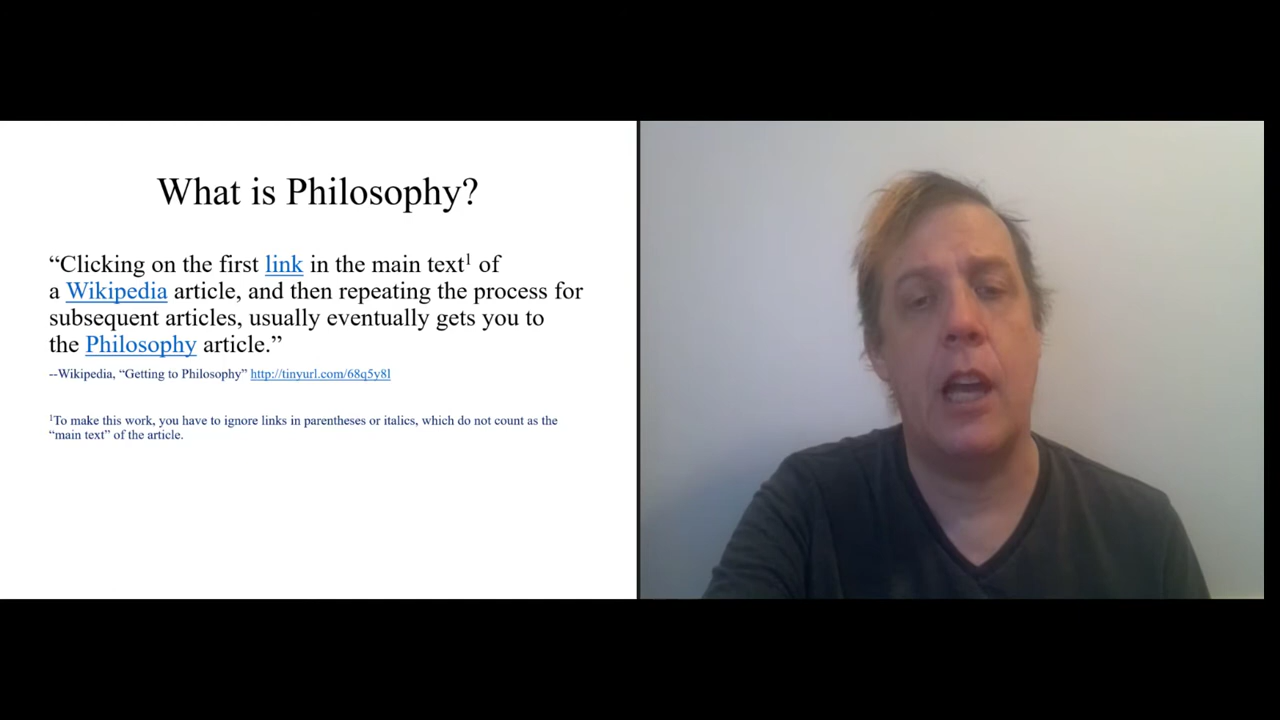 What is Philosophy?
“Clicking on the first link in the main text¹ of
a Wikipedia article, and then repeating the process for
subsequent articles, usually eventually gets you to
the Philosophy article.”
--Wikipedia, “Getting to Philosophy” http://tinyurl.com/68q5y8l
¹To make this work, you have to ignore links in parentheses or italics, which do not count as the
“main text” of the article.